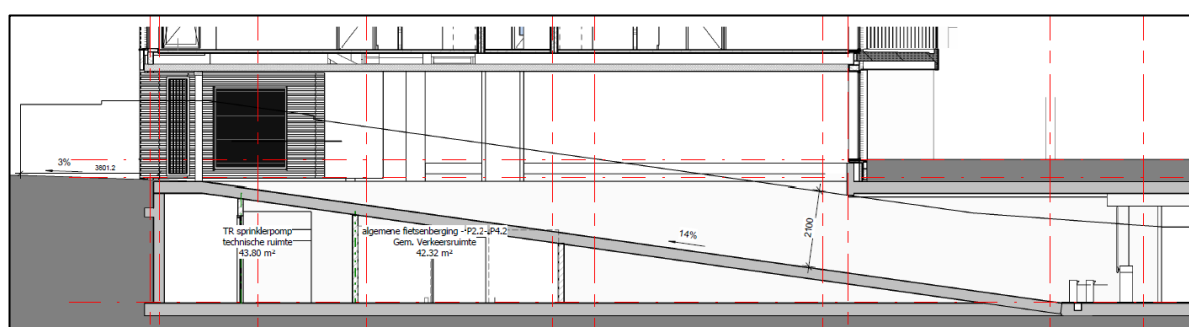 3%
3601.2
TR sprinklerpomp
technische ruimte
43.80 m²
algemene fietsenberging - P2.2-P4.2
Gem. Verkeersruimte
42.32 m²
14%
2100